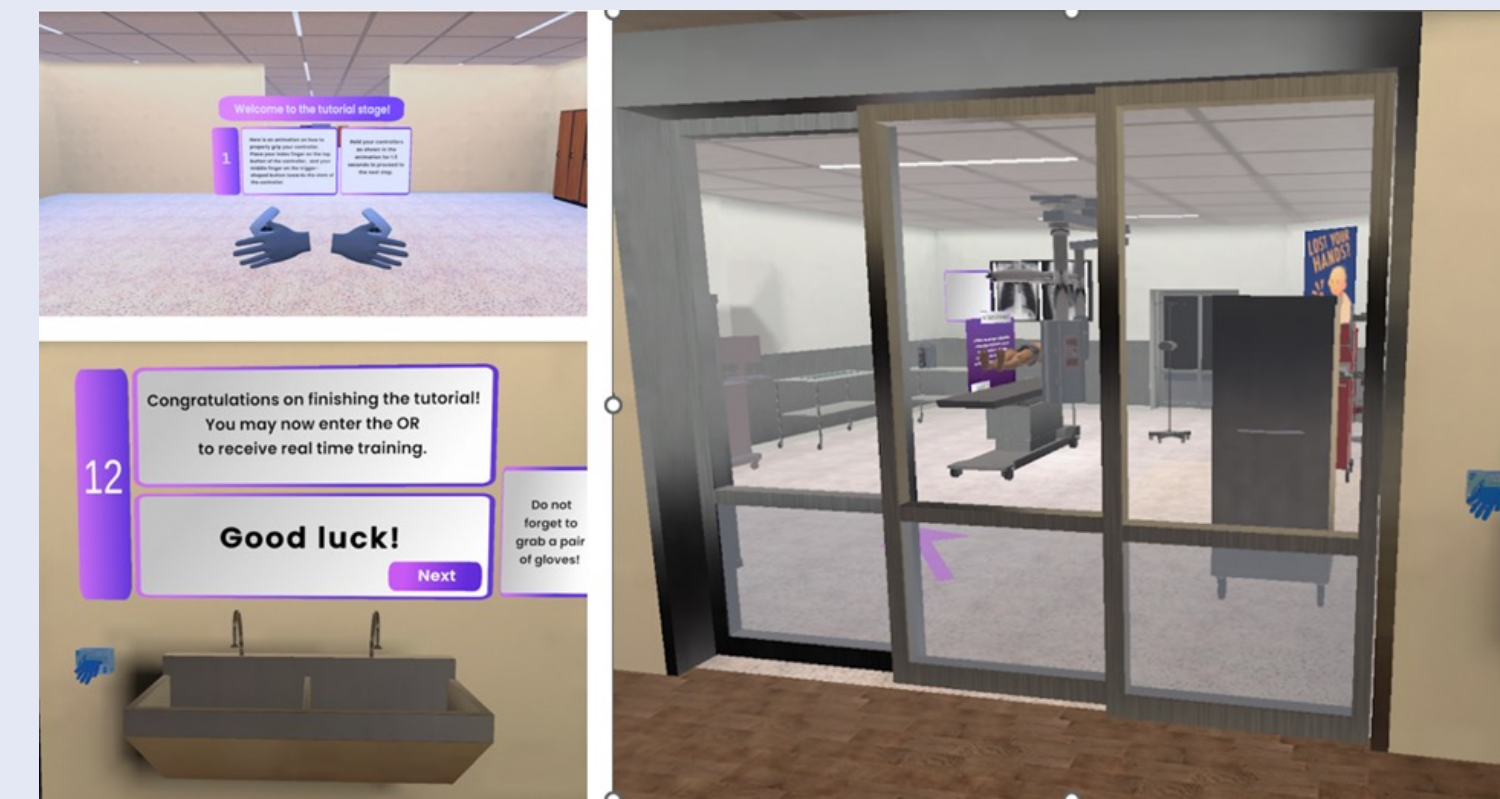 Welcome to the tutorial stage!
1
Here is an animation on how to
properly grip your controller.
Place your index finger on the top
button of the controller, and your
middle finger on the trigger-
shaped button towards the stem of
the controller.
Hold your controllers
as shown in the
animation for 1.5
seconds to proceed to
the next step.
12
Congratulations on finishing the tutorial!
You may now enter the OR
to receive real time training.
Good luck!
Next
Do not
forget to
grab a pair
of gloves!
LOST YOUR
HANDS?